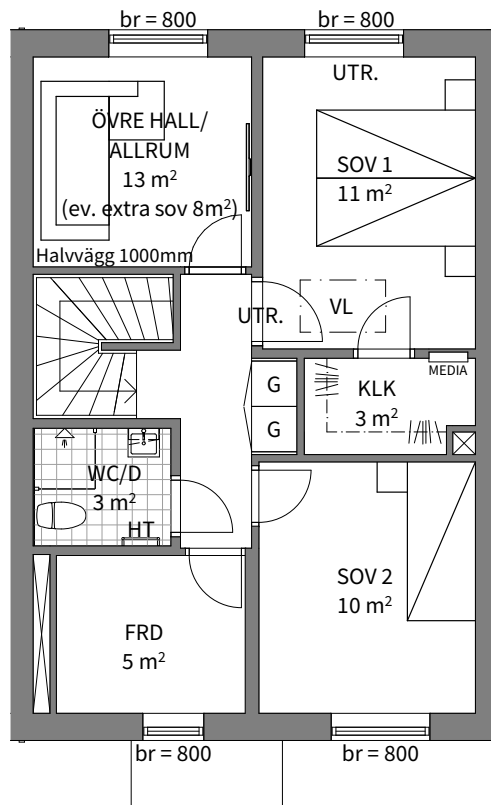 br = 800
br = 800
UTR.
ÖVRE HALL/
ALLRUM
13 m²
(ev. extra sov 8m²)
SOV 1
11 m²
Halvvägg 1000mm
UTR.
VL
MEDIA
G
KLK
3 m²
G
WC/D
3 m²
HT
SOV 2
10 m²
FRD
5 m²
br = 800
br = 800